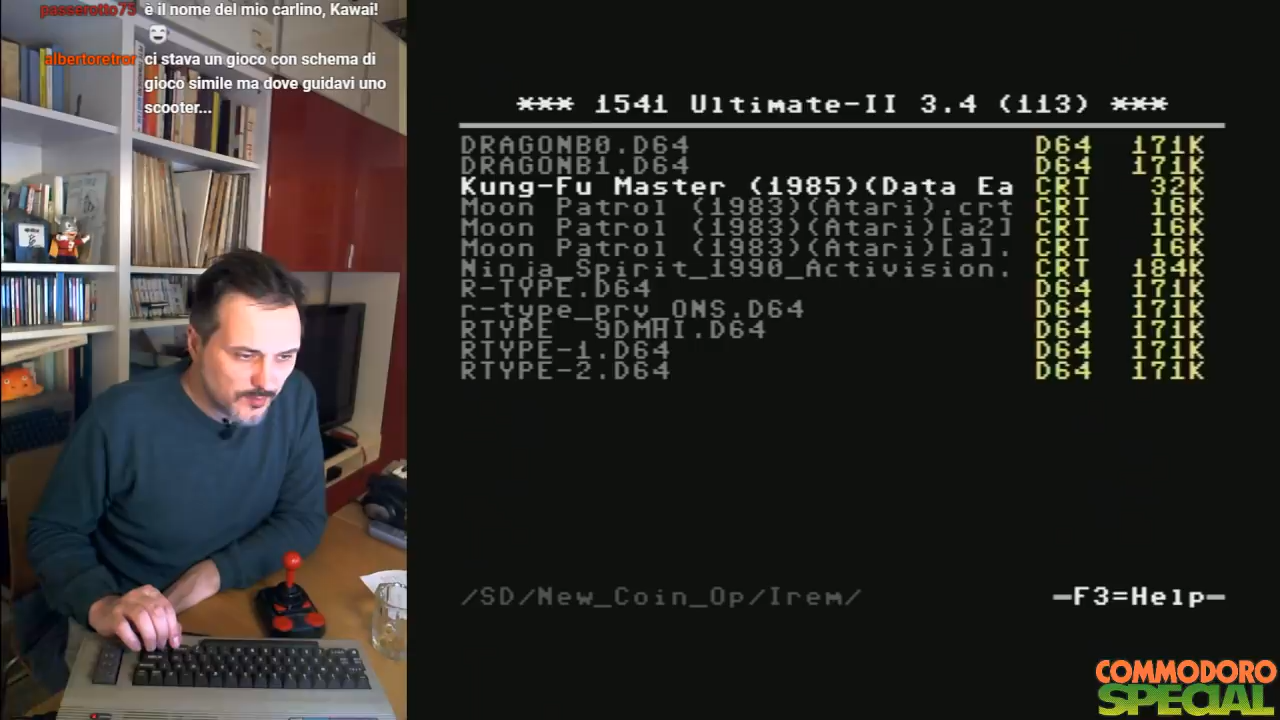 passerotto75 è il nome del mio carlino, Kawai!
albertoretror ci stava un gioco con schema di
gioco simile ma dove guidavi uno
scooter...
*** 1541 Ultimate-II 3.4 (113) ***
DRAGONB0.D64 D64 171K
DRAGONB1.D64 D64 171K
Kung-Fu Master (1985)(Data Ea CRT 32K
Moon Patrol (1983)(Atari).crt CRT 16K
Moon Patrol (1983)(Atari)[a2] CRT 16K
Moon Patrol (1983)(Atari)[a]. CRT 16K
Ninja_Spirit_1990_Activision. CRT 184K
R-TYPE.D64 D64 171K
r-type_prv_ONS.D64 D64 171K
RTYPE 9DMHI.D64 D64 171K
RTYPE-1.D64 D64 171K
RTYPE-2.D64 D64 171K
/SD/New_Coin_Op/Irem/ —F3=Help—
COMMODORO
SPECIAL